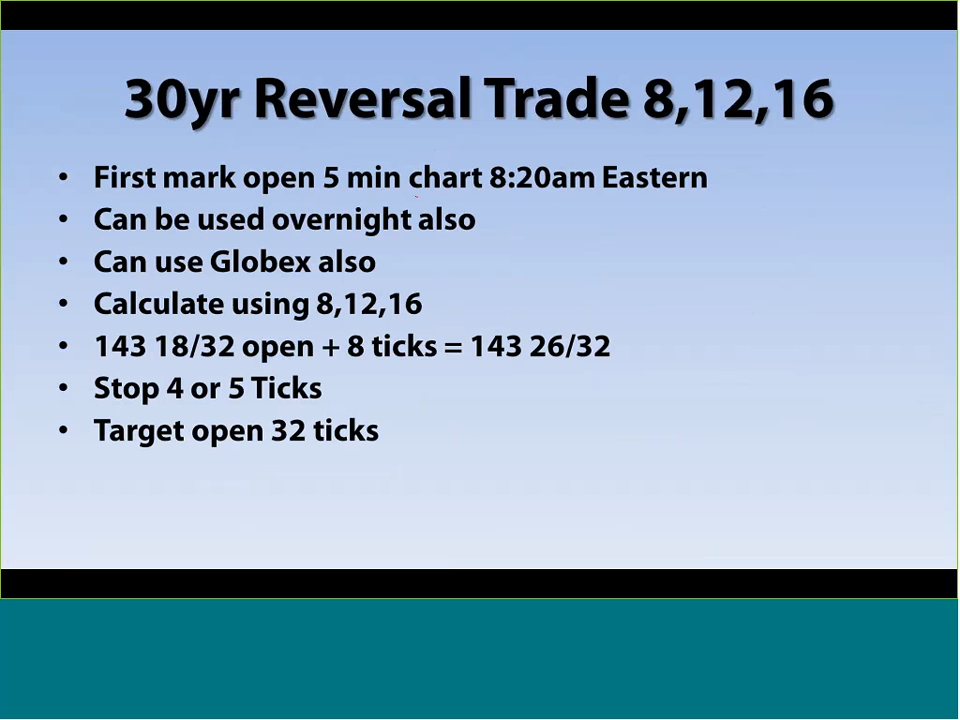 30yr Reversal Trade 8,12,16
• First mark open 5 min chart 8:20am Eastern
• Can be used overnight also
• Can use Globex also
• Calculate using 8,12,16
• 143 18/32 open + 8 ticks = 143 26/32
• Stop 4 or 5 Ticks
• Target open 32 ticks